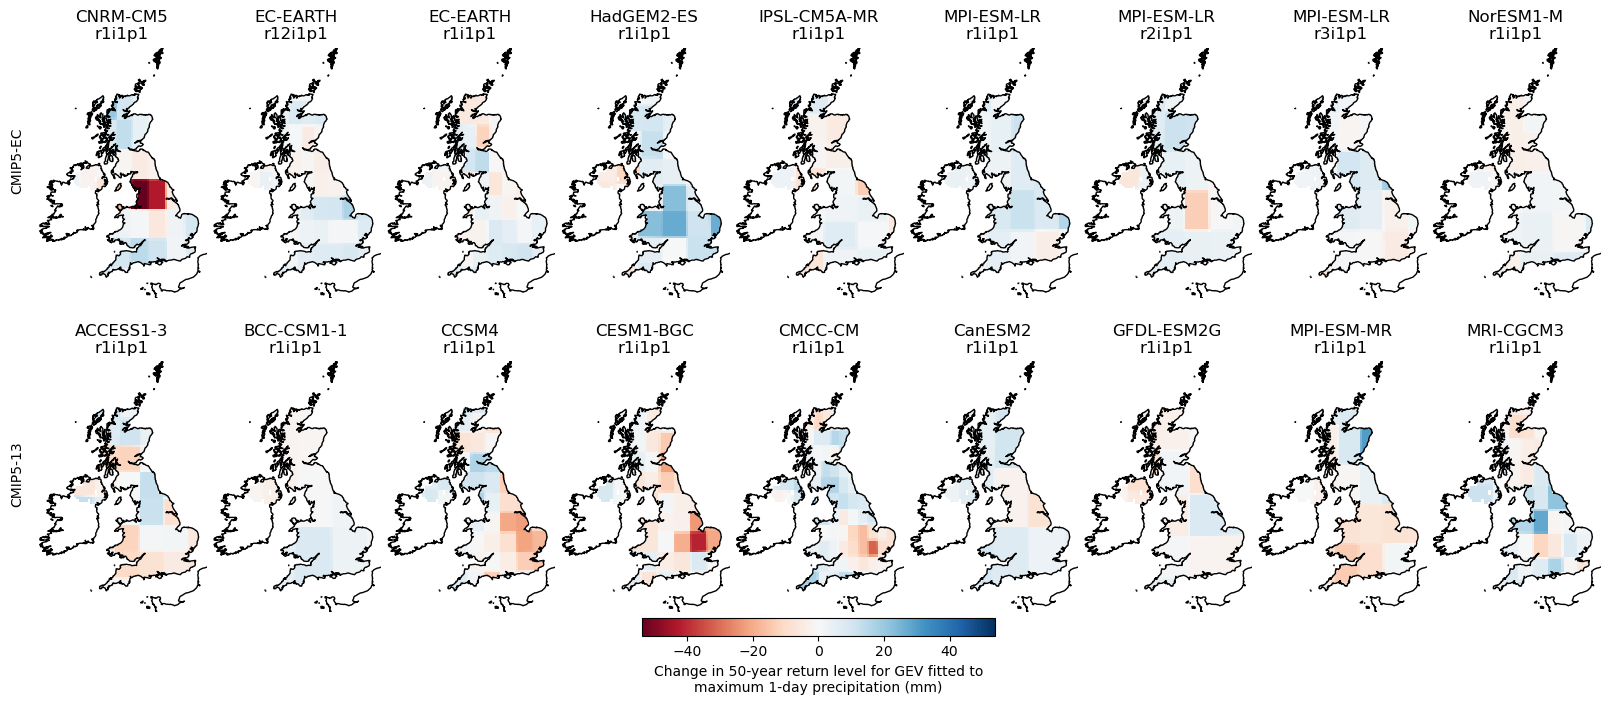 CNRM-CM5
r1i1p1
EC-EARTH
r12i1p1
EC-EARTH
r1i1p1
HadGEM2-ES
r1i1p1
IPSL-CM5A-MR
r1i1p1
MPI-ESM-LR
r1i1p1
MPI-ESM-LR
r2i1p1
MPI-ESM-LR
r3i1p1
NorESM1-M
r1i1p1
CMIP5-EC
ACCESS1-3
r1i1p1
BCC-CSM1-1
r1i1p1
CCSM4
r1i1p1
CESM1-BGC
r1i1p1
CMCC-CM
r1i1p1
CanESM2
r1i1p1
GFDL-ESM2G
r1i1p1
MPI-ESM-MR
r1i1p1
MRI-CGCM3
r1i1p1
CMIP5-13
−40 −20 0 20 40
Change in 50-year return level for GEV fitted to
maximum 1-day precipitation (mm)